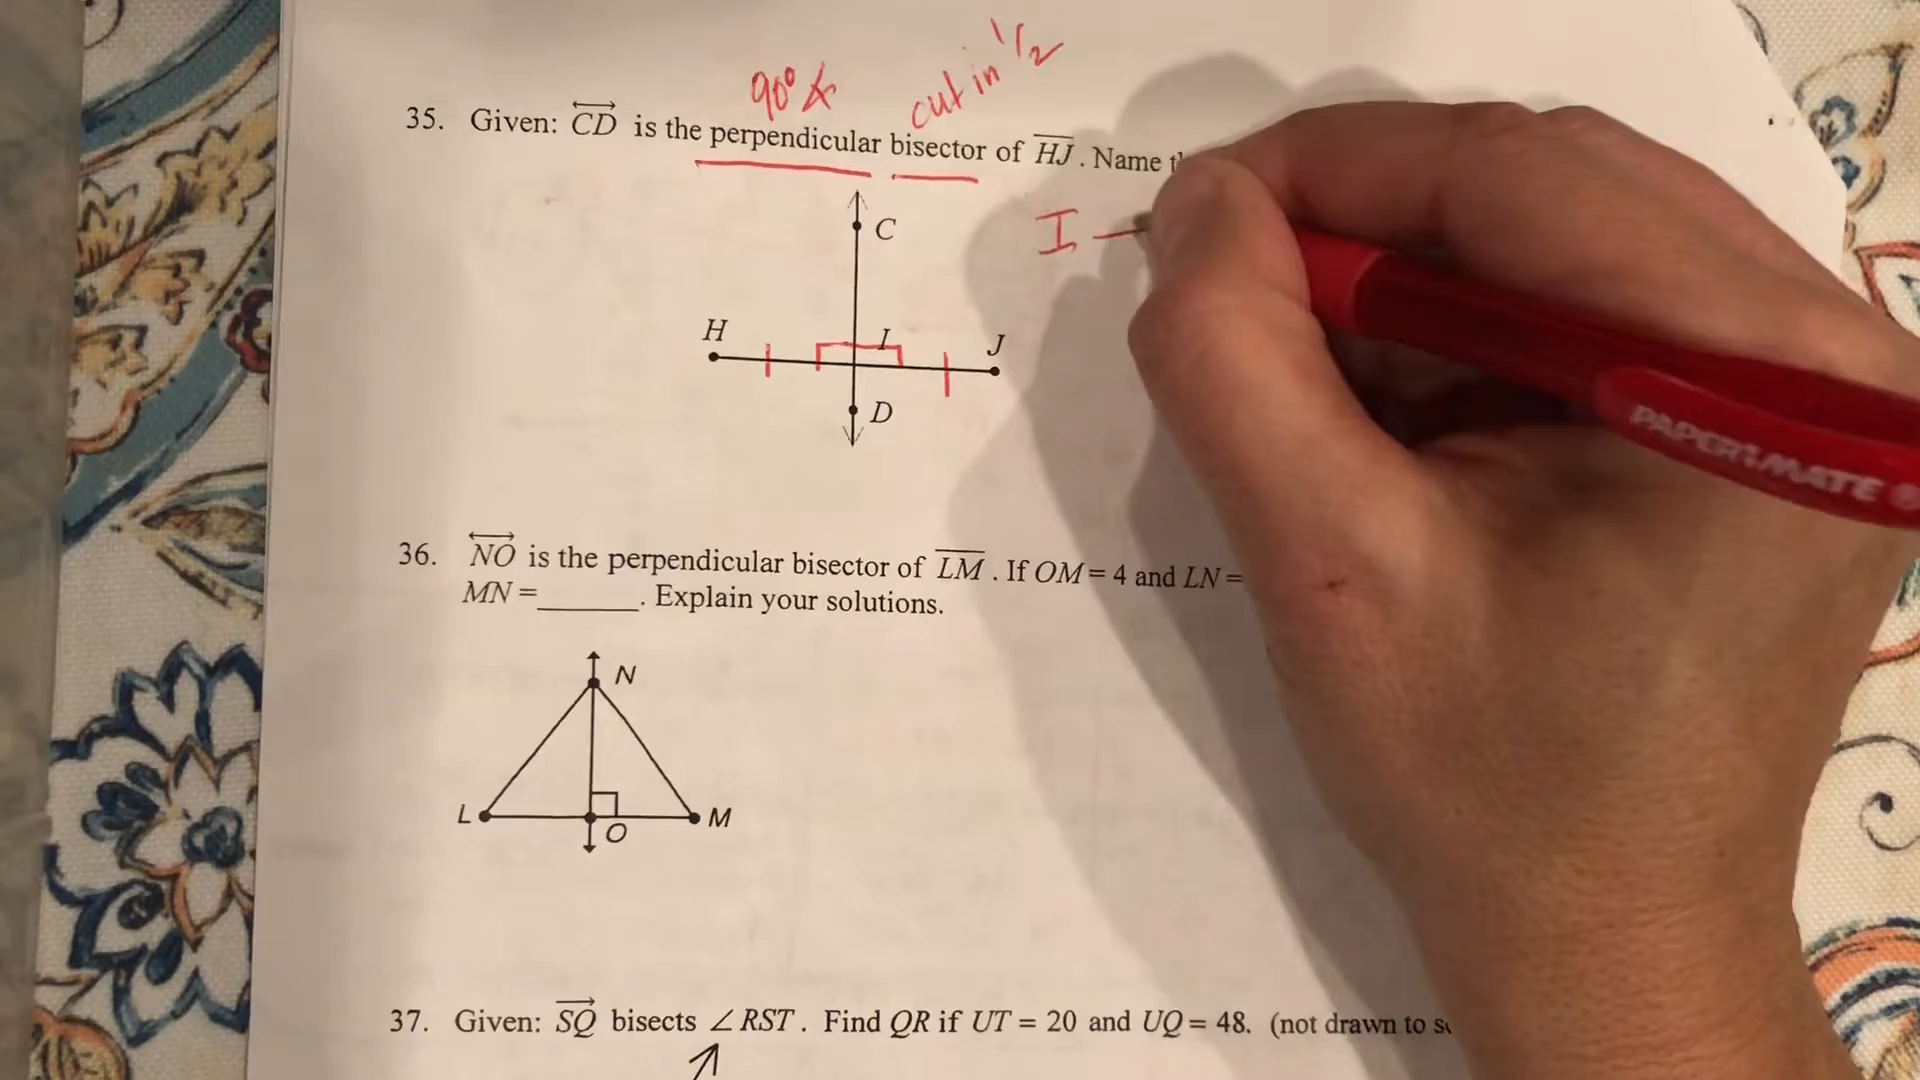 90° ∡ cut in 1/2
35. Given: CD is the perpendicular bisector of HJ. Name
I —
C
H I J
D
PAPER MATE
36. NO is the perpendicular bisector of LM. If OM = 4 and LN =
MN = ______. Explain your solutions.
N
L O M
37. Given: SQ bisects ∠RST. Find QR if UT = 20 and UQ = 48. (not drawn to